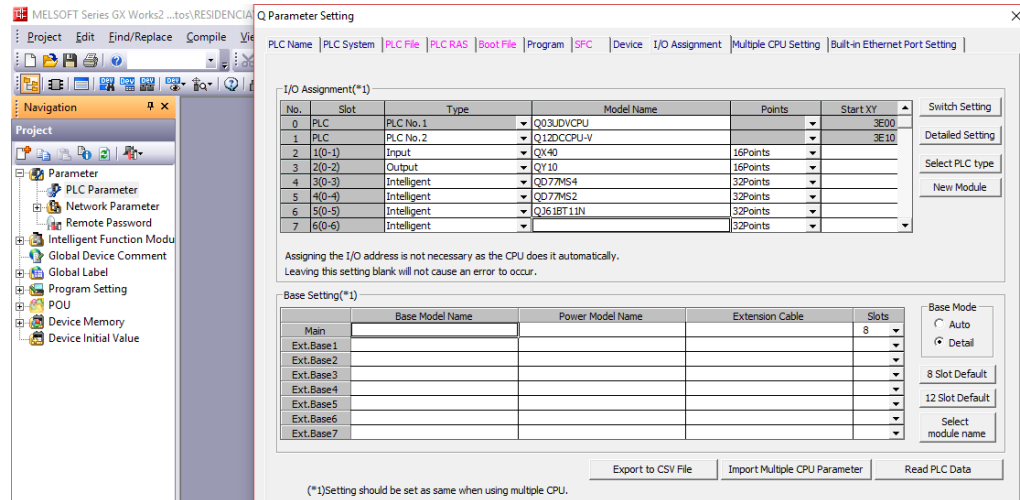 MELSOFT Series GX Works2 ...tos\RESIDENCIA
Q Parameter Setting
Project Edit Find/Replace Compile Vie
PLC Name PLC System PLC File PLC RAS Boot File Program SFC Device I/O Assignment Multiple CPU Setting Built-in Ethernet Port Setting
Navigation
Project
Parameter
PLC Parameter
Network Parameter
Remote Password
Intelligent Function Modu
Global Device Comment
Global Label
Program Setting
POU
Device Memory
Device Initial Value
I/O Assignment(*1)
No. Slot Type Model Name Points Start XY
0 PLC PLC No.1 Q03UDVCPU 3E00
1 PLC PLC No.2 Q12DCCPU-V 3E10
2 1(0-1) Input QX40 16Points
3 2(0-2) Output QY10 16Points
4 3(0-3) Intelligent QD77MS4 32Points
5 4(0-4) Intelligent QD77MS2 32Points
6 5(0-5) Intelligent QJ61BT11N 32Points
7 6(0-6) Intelligent 32Points
Switch Setting
Detailed Setting
Select PLC type
New Module
Assigning the I/O address is not necessary as the CPU does it automatically.
Leaving this setting blank will not cause an error to occur.
Base Setting(*1)
Base Model Name Power Model Name Extension Cable Slots
Main 8
Ext.Base1
Ext.Base2
Ext.Base3
Ext.Base4
Ext.Base5
Ext.Base6
Ext.Base7
Base Mode
Auto
Detail
8 Slot Default
12 Slot Default
Select
module name
Export to CSV File Import Multiple CPU Parameter Read PLC Data
(*1)Setting should be set as same when using multiple CPU.